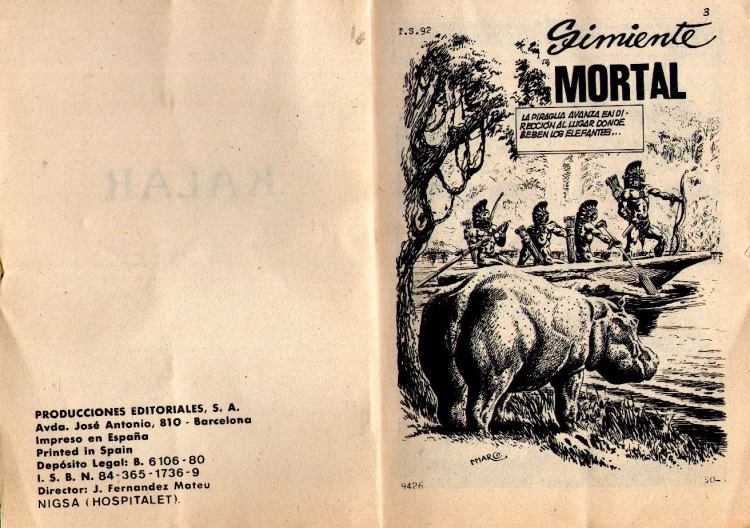 KALAR
PRODUCCIONES EDITORIALES, S. A.
Avda. José Antonio, 810 - Barcelona
Impreso en España
Printed in Spain
Depósito Legal: B. 6106-80
I. S. B. N. 84-365-1736-9
Director: J. Fernandez Mateu
NIGSA (HOSPITALET).
3
T.S.92
Simiente
MORTAL
LA PIRAGUA AVANZA EN DI-
RECCIÓN AL LUGAR DONDE
BEBEN LOS ELEFANTES...
MARCO
9426
30-